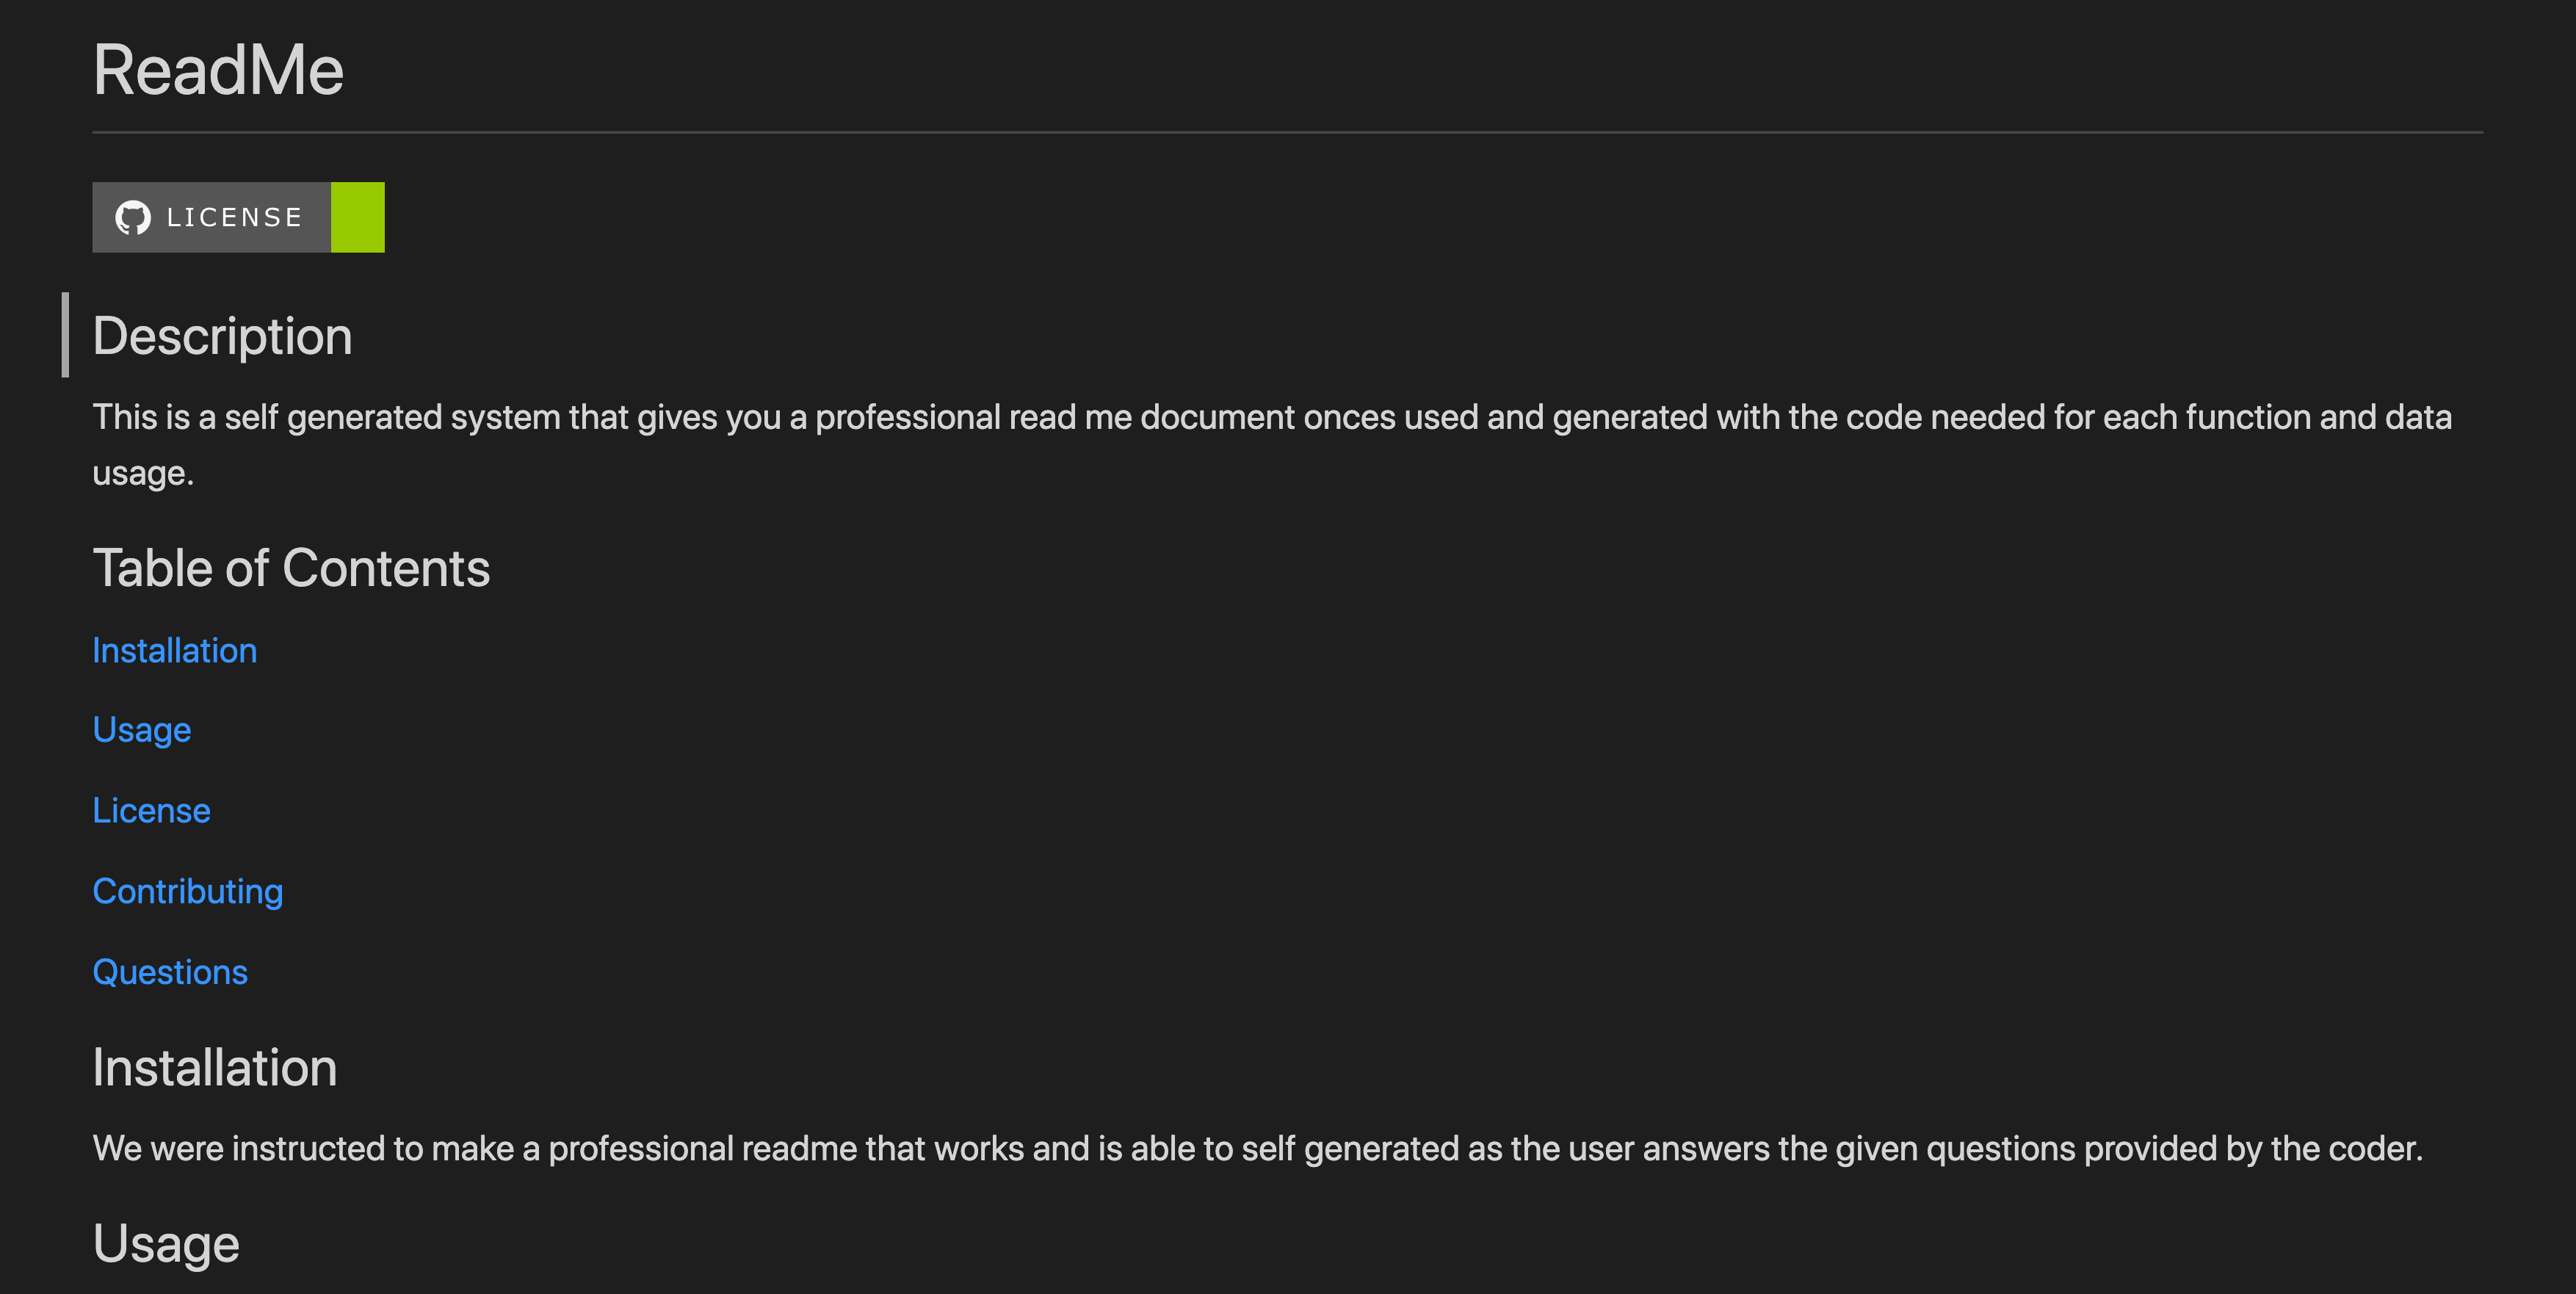 ReadMe
LICENSE
Description
This is a self generated system that gives you a professional read me document onces used and generated with the code needed for each function and data
usage.
Table of Contents
Installation
Usage
License
Contributing
Questions
Installation
We were instructed to make a professional readme that works and is able to self generated as the user answers the given questions provided by the coder.
Usage